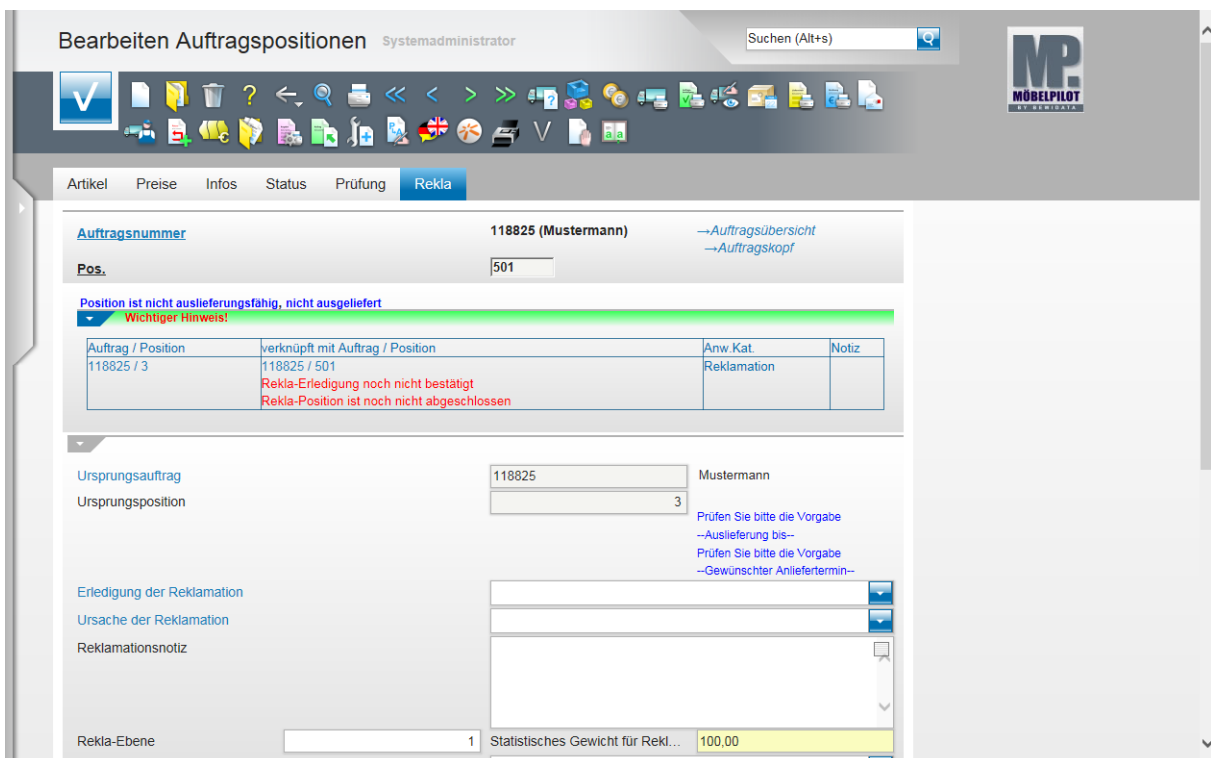 Bearbeiten Auftragspositionen Systemadministrator
Suchen (Alt+s)
MP.
MÖBELPILOT
BY BEWIDATA
Artikel Preise Infos Status Prüfung Rekla
Auftragsnummer 118825 (Mustermann) →Auftragsübersicht
→Auftragskopf
Pos. 501
Position ist nicht auslieferungsfähig, nicht ausgeliefert
Wichtiger Hinweis!
Auftrag / Position verknüpft mit Auftrag / Position Anw.Kat. Notiz
118825 / 3 118825 / 501 Reklamation
Rekla-Erledigung noch nicht bestätigt
Rekla-Position ist noch nicht abgeschlossen
Ursprungsauftrag 118825 Mustermann
Ursprungsposition 3
Prüfen Sie bitte die Vorgabe
--Auslieferung bis--
Prüfen Sie bitte die Vorgabe
--Gewünschter Anliefertermin--
Erledigung der Reklamation
Ursache der Reklamation
Reklamationsnotiz
Rekla-Ebene 1 Statistisches Gewicht für Rekl... 100,00